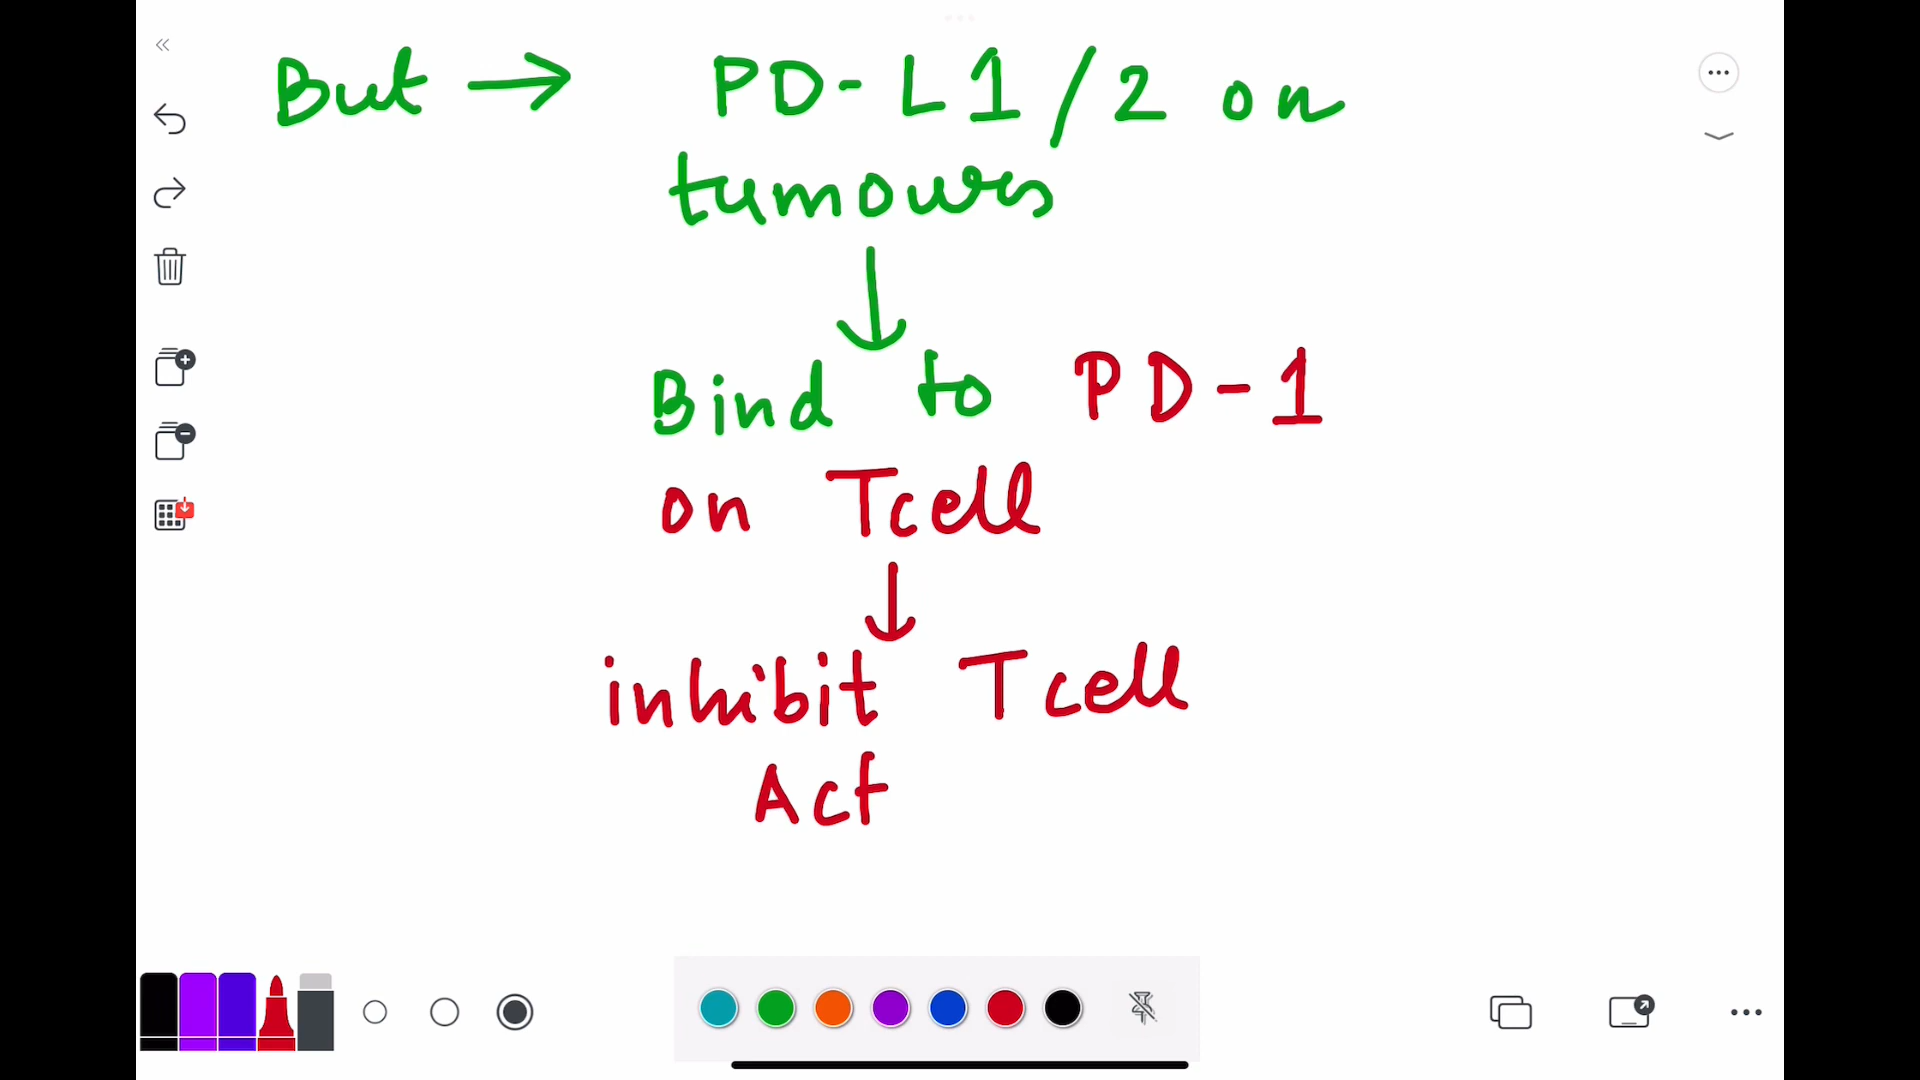 But → PD-L1/2 on
tumours
↓
Bind to PD-1
on Tcell
↓
inhibit Tcell
Act